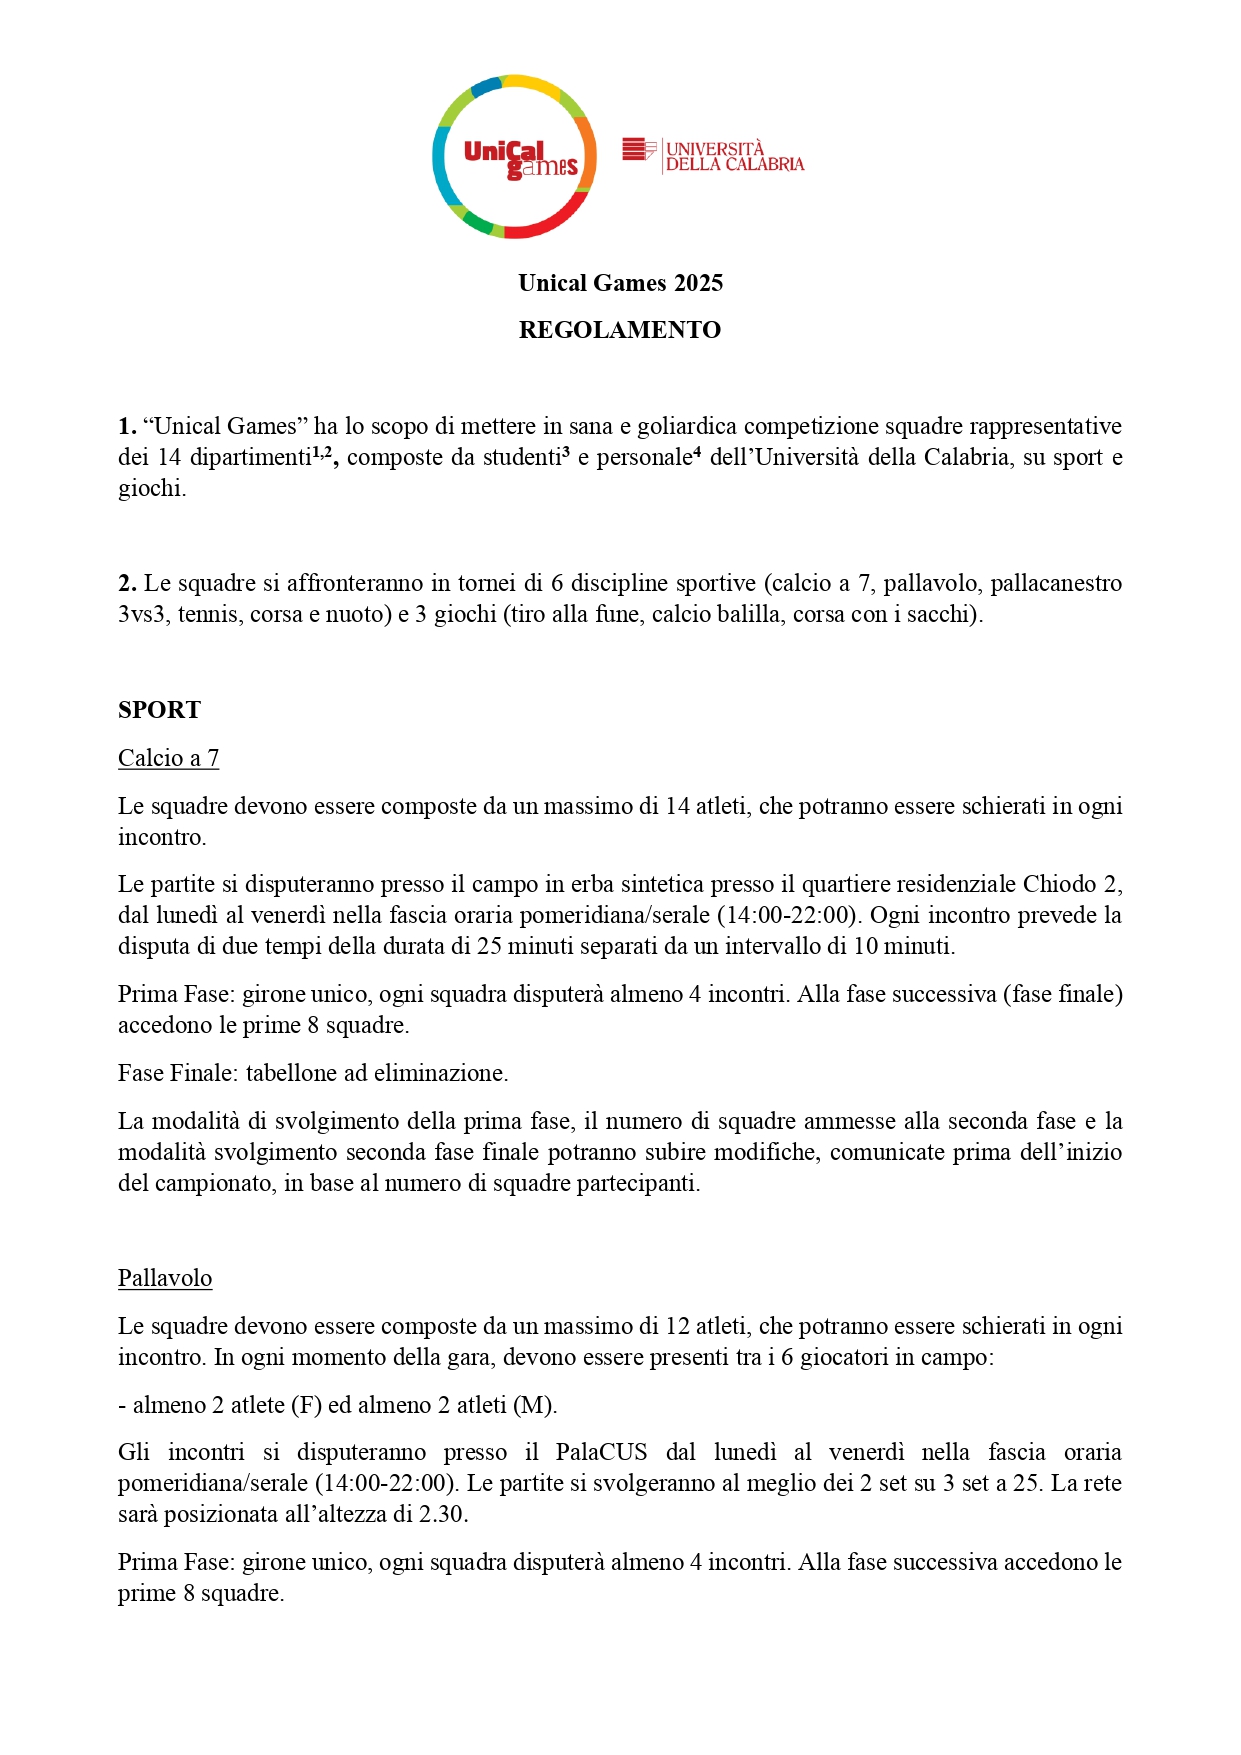 UniCal
games
UNIVERSITÀ
DELLA CALABRIA
Unical Games 2025
REGOLAMENTO
1. “Unical Games” ha lo scopo di mettere in sana e goliardica competizione squadre rappresentative
dei 14 dipartimenti1,2, composte da studenti3 e personale4 dell’Università della Calabria, su sport e
giochi.
2. Le squadre si affronteranno in tornei di 6 discipline sportive (calcio a 7, pallavolo, pallacanestro
3vs3, tennis, corsa e nuoto) e 3 giochi (tiro alla fune, calcio balilla, corsa con i sacchi).
SPORT
Calcio a 7
Le squadre devono essere composte da un massimo di 14 atleti, che potranno essere schierati in ogni
incontro.
Le partite si disputeranno presso il campo in erba sintetica presso il quartiere residenziale Chiodo 2,
dal lunedì al venerdì nella fascia oraria pomeridiana/serale (14:00-22:00). Ogni incontro prevede la
disputa di due tempi della durata di 25 minuti separati da un intervallo di 10 minuti.
Prima Fase: girone unico, ogni squadra disputerà almeno 4 incontri. Alla fase successiva (fase finale)
accedono le prime 8 squadre.
Fase Finale: tabellone ad eliminazione.
La modalità di svolgimento della prima fase, il numero di squadre ammesse alla seconda fase e la
modalità svolgimento seconda fase finale potranno subire modifiche, comunicate prima dell’inizio
del campionato, in base al numero di squadre partecipanti.
Pallavolo
Le squadre devono essere composte da un massimo di 12 atleti, che potranno essere schierati in ogni
incontro. In ogni momento della gara, devono essere presenti tra i 6 giocatori in campo:
- almeno 2 atlete (F) ed almeno 2 atleti (M).
Gli incontri si disputeranno presso il PalaCUS dal lunedì al venerdì nella fascia oraria
pomeridiana/serale (14:00-22:00). Le partite si svolgeranno al meglio dei 2 set su 3 set a 25. La rete
sarà posizionata all’altezza di 2.30.
Prima Fase: girone unico, ogni squadra disputerà almeno 4 incontri. Alla fase successiva accedono le
prime 8 squadre.